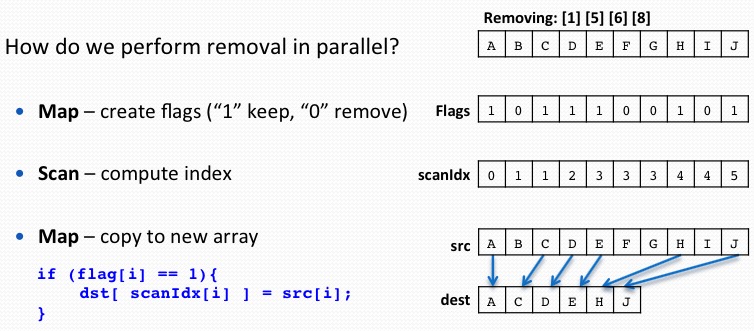 Removing: [1] [5] [6] [8]
How do we perform removal in parallel?
A B C D E F G H I J
• Map – create flags (“1” keep, “0” remove)
Flags 1 0 1 1 1 0 0 1 0 1
• Scan – compute index
scanIdx 0 1 1 2 3 3 3 4 4 5
• Map – copy to new array
src A B C D E F G H I J
if (flag[i] == 1){
dst[ scanIdx[i] ] = src[i];
}
dest A C D E H J